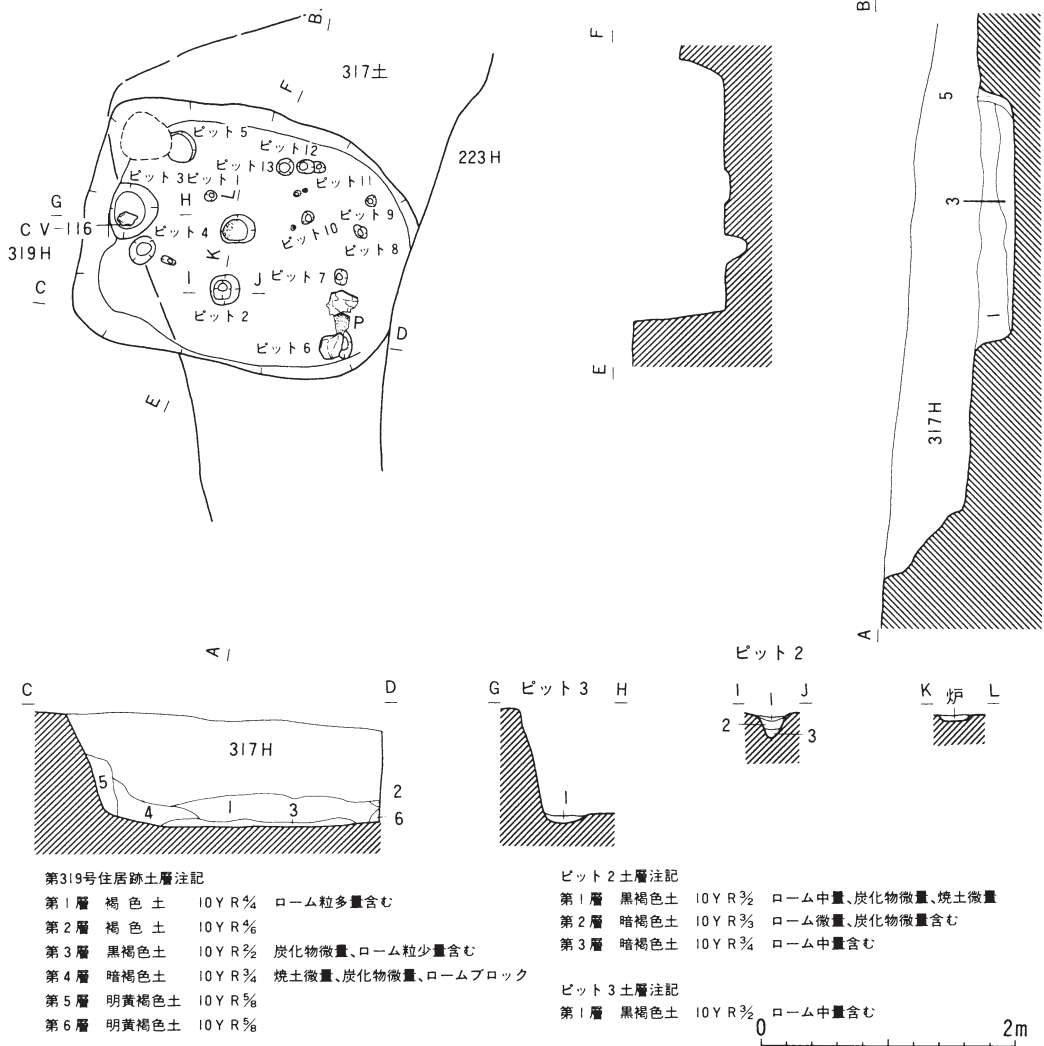 B
317土
F
ピット5
ピット12
ピット13
ピット3 ピット1
ピット11
223H
G
H
L
CV-116
ピット4
ピット9
ピット10
ピット8
319H
K
C
I
J
ピット7
ピット2
P
D
ピット6
E
A
F
E
B
5
3
1
317H
A
C
D
317H
5
4
1
3
2
6
G ピット3 H
1
ピット2
I 1 J
2
3
K 炉 L
第319号住居跡土層注記
第1層 褐色土 10YR4/4 ローム粒多量含む
第2層 褐色土 10YR4/6
第3層 黒褐色土 10YR2/2 炭化物微量、ローム粒少量含む
第4層 暗褐色土 10YR3/4 焼土微量、炭化物微量、ロームブロック
第5層 明黄褐色土 10YR5/8
第6層 明黄褐色土 10YR5/8
ピット2土層注記
第1層 黒褐色土 10YR3/2 ローム中量、炭化物微量、焼土微量
第2層 暗褐色土 10YR3/3 ローム微量、炭化物微量含む
第3層 暗褐色土 10YR3/4 ローム中量含む
ピット3土層注記
第1層 黒褐色土 10YR3/2 ローム中量含む
0 2m